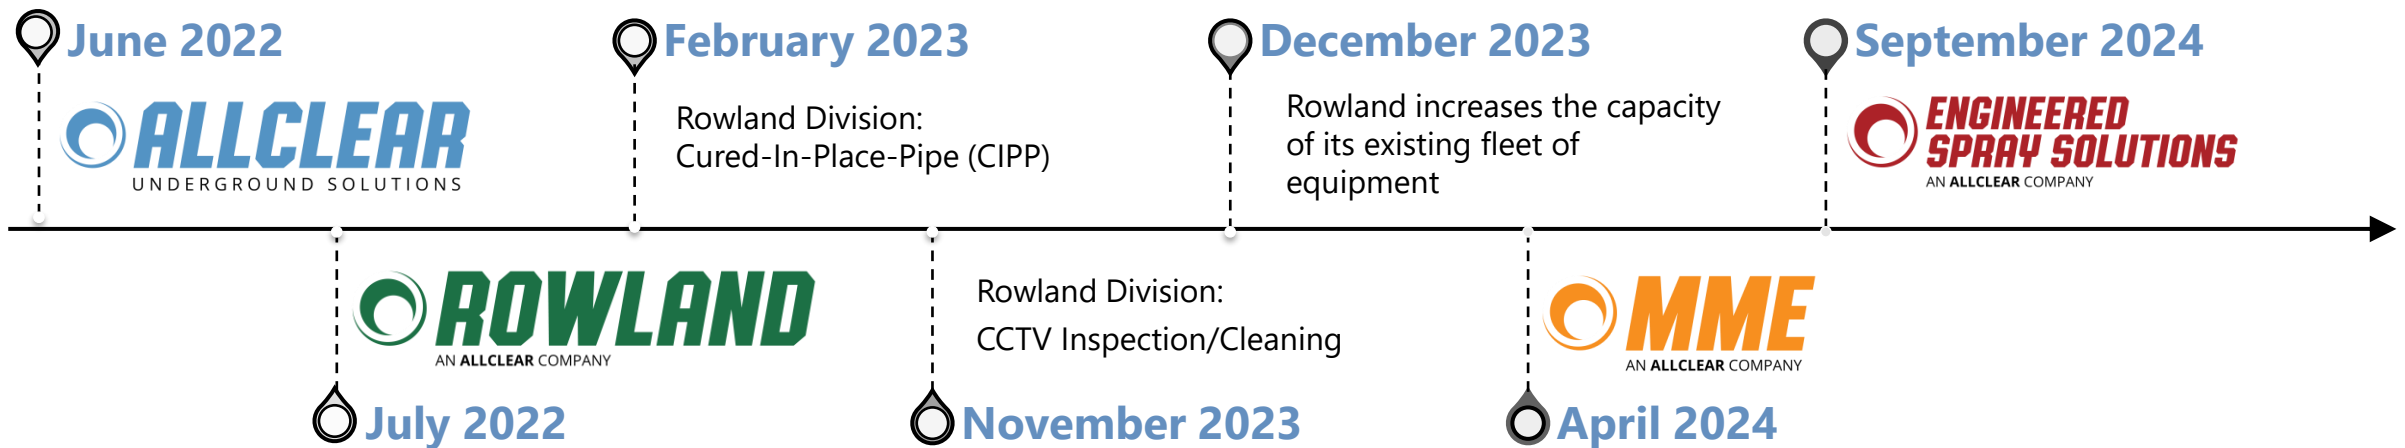 June 2022
ALLCLEAR
UNDERGROUND SOLUTIONS
July 2022
ROWLAND
AN ALLCLEAR COMPANY
February 2023
Rowland Division:
Cured-In-Place-Pipe (CIPP)
November 2023
Rowland Division:
CCTV Inspection/Cleaning
December 2023
Rowland increases the capacity
of its existing fleet of
equipment
April 2024
MME
AN ALLCLEAR COMPANY
September 2024
ENGINEERED
SPRAY SOLUTIONS
AN ALLCLEAR COMPANY